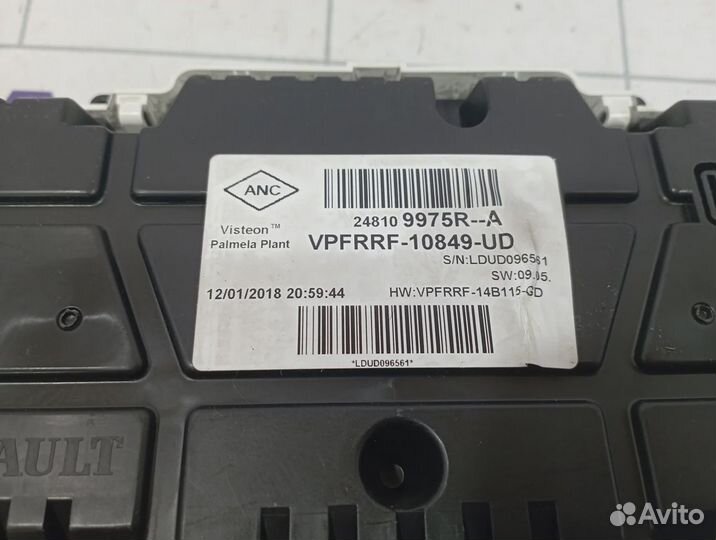 ANC
Visteon™
Palmela Plant
24810 9975R--A
VPFRRF-10849-UD
S/N:LDUD096561
SW:09.05.
12/01/2018 20:59:44
HW:VPFRRF-14B115-GD
*LDUD096561*
AULT
Avito